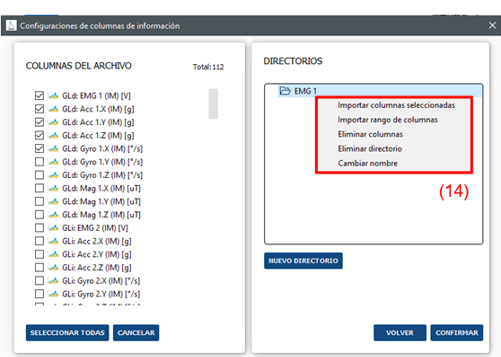 Configuraciones de columnas de información
COLUMNAS DEL ARCHIVO
Total:112
GLd: EMG 1 (IM) [V]
GLd: Acc 1.X (IM) [g]
GLd: Acc 1.Y (IM) [g]
GLd: Acc 1.Z (IM) [g]
GLd: Gyro 1.X (IM) [°/s]
GLd: Gyro 1.Y (IM) [°/s]
GLd: Gyro 1.Z (IM) [°/s]
GLd: Mag 1.X (IM) [uT]
GLd: Mag 1.Y (IM) [uT]
GLd: Mag 1.Z (IM) [uT]
GLi: EMG 2 (IM) [V]
GLi: Acc 2.X (IM) [g]
GLi: Acc 2.Y (IM) [g]
GLi: Acc 2.Z (IM) [g]
GLi: Gyro 2.X (IM) [°/s]
GLi: Gyro 2.Y (IM) [°/s]
SELECCIONAR TODAS
CANCELAR
DIRECTORIOS
EMG 1
Importar columnas seleccionadas
Importar rango de columnas
Eliminar columnas
Eliminar directorio
Cambiar nombre
(14)
NUEVO DIRECTORIO
VOLVER
CONFIRMAR